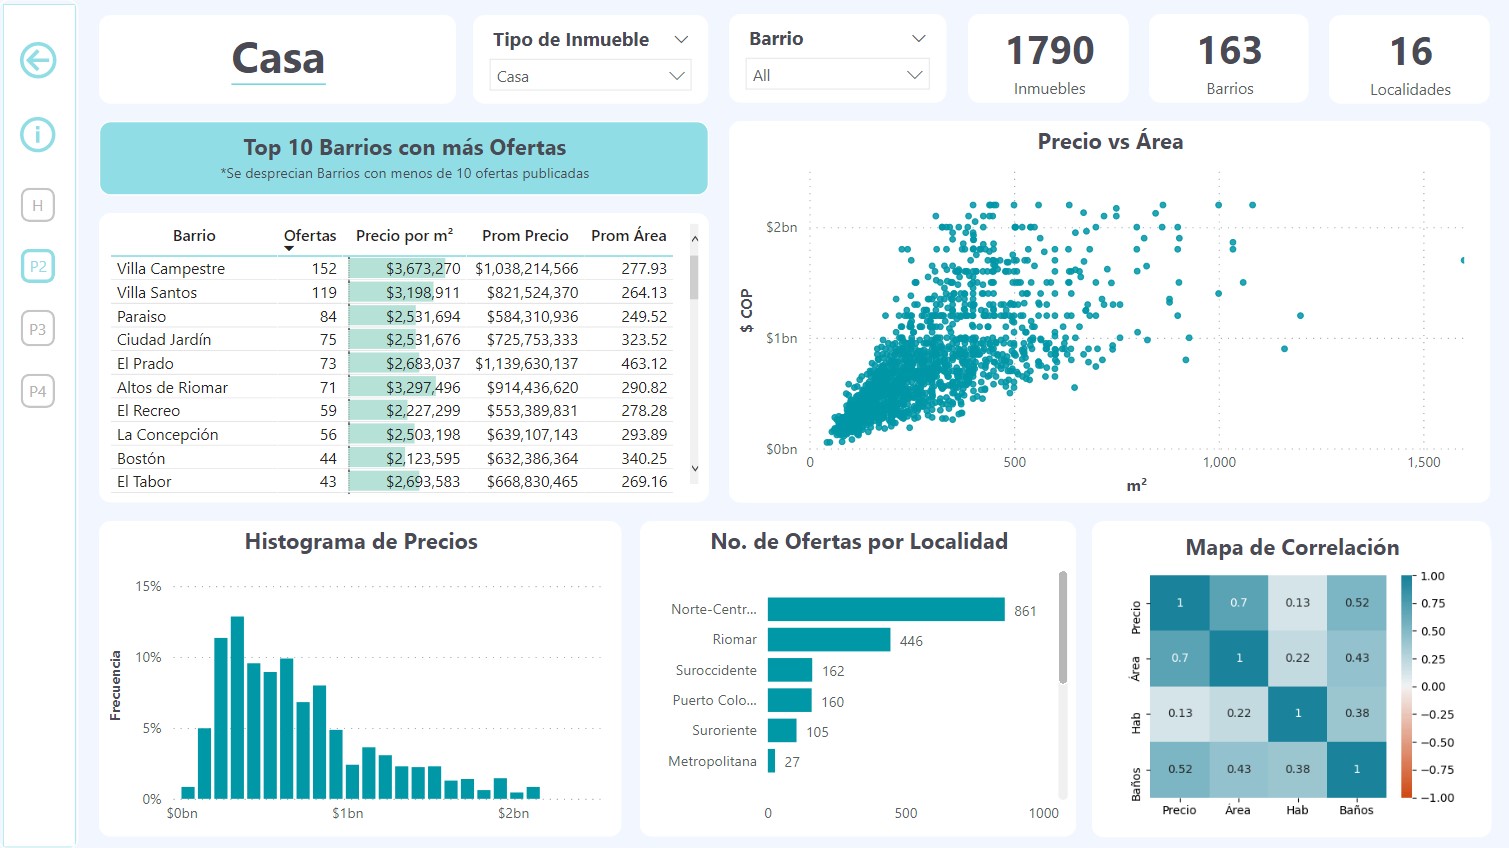 Casa
Tipo de Inmueble
Casa
Barrio
All
1790
Inmuebles
163
Barrios
16
Localidades
H
P2
P3
P4
Top 10 Barrios con más Ofertas
*Se desprecian Barrios con menos de 10 ofertas publicadas
Barrio Ofertas Precio por m² Prom Precio Prom Área
Villa Campestre 152 $3,673,270 $1,038,214,566 277.93
Villa Santos 119 $3,198,911 $821,524,370 264.13
Paraiso 84 $2,531,694 $584,310,936 249.52
Ciudad Jardín 75 $2,531,676 $725,753,333 323.52
El Prado 73 $2,683,037 $1,139,630,137 463.12
Altos de Riomar 71 $3,297,496 $914,436,620 290.82
El Recreo 59 $2,227,299 $553,389,831 278.28
La Concepción 56 $2,503,198 $639,107,143 293.89
Bostón 44 $2,123,595 $632,386,364 340.25
El Tabor 43 $2,693,583 $668,830,465 269.16
Precio vs Área
$ COP
$2bn
$1bn
$0bn
0 500 1,000 1,500
m²
Histograma de Precios
Frecuencia
15%
10%
5%
0%
$0bn $1bn $2bn
No. de Ofertas por Localidad
Norte-Centr... 861
Riomar 446
Suroccidente 162
Puerto Colo... 160
Suroriente 105
Metropolitana 27
0 500 1000
Mapa de Correlación
Precio 1 0.7 0.13 0.52
Área 0.7 1 0.22 0.43
Hab 0.13 0.22 1 0.38
Baños 0.52 0.43 0.38 1
Precio Área Hab Baños
1.00
0.75
0.50
0.25
0.00
−0.25
−0.50
−0.75
−1.00